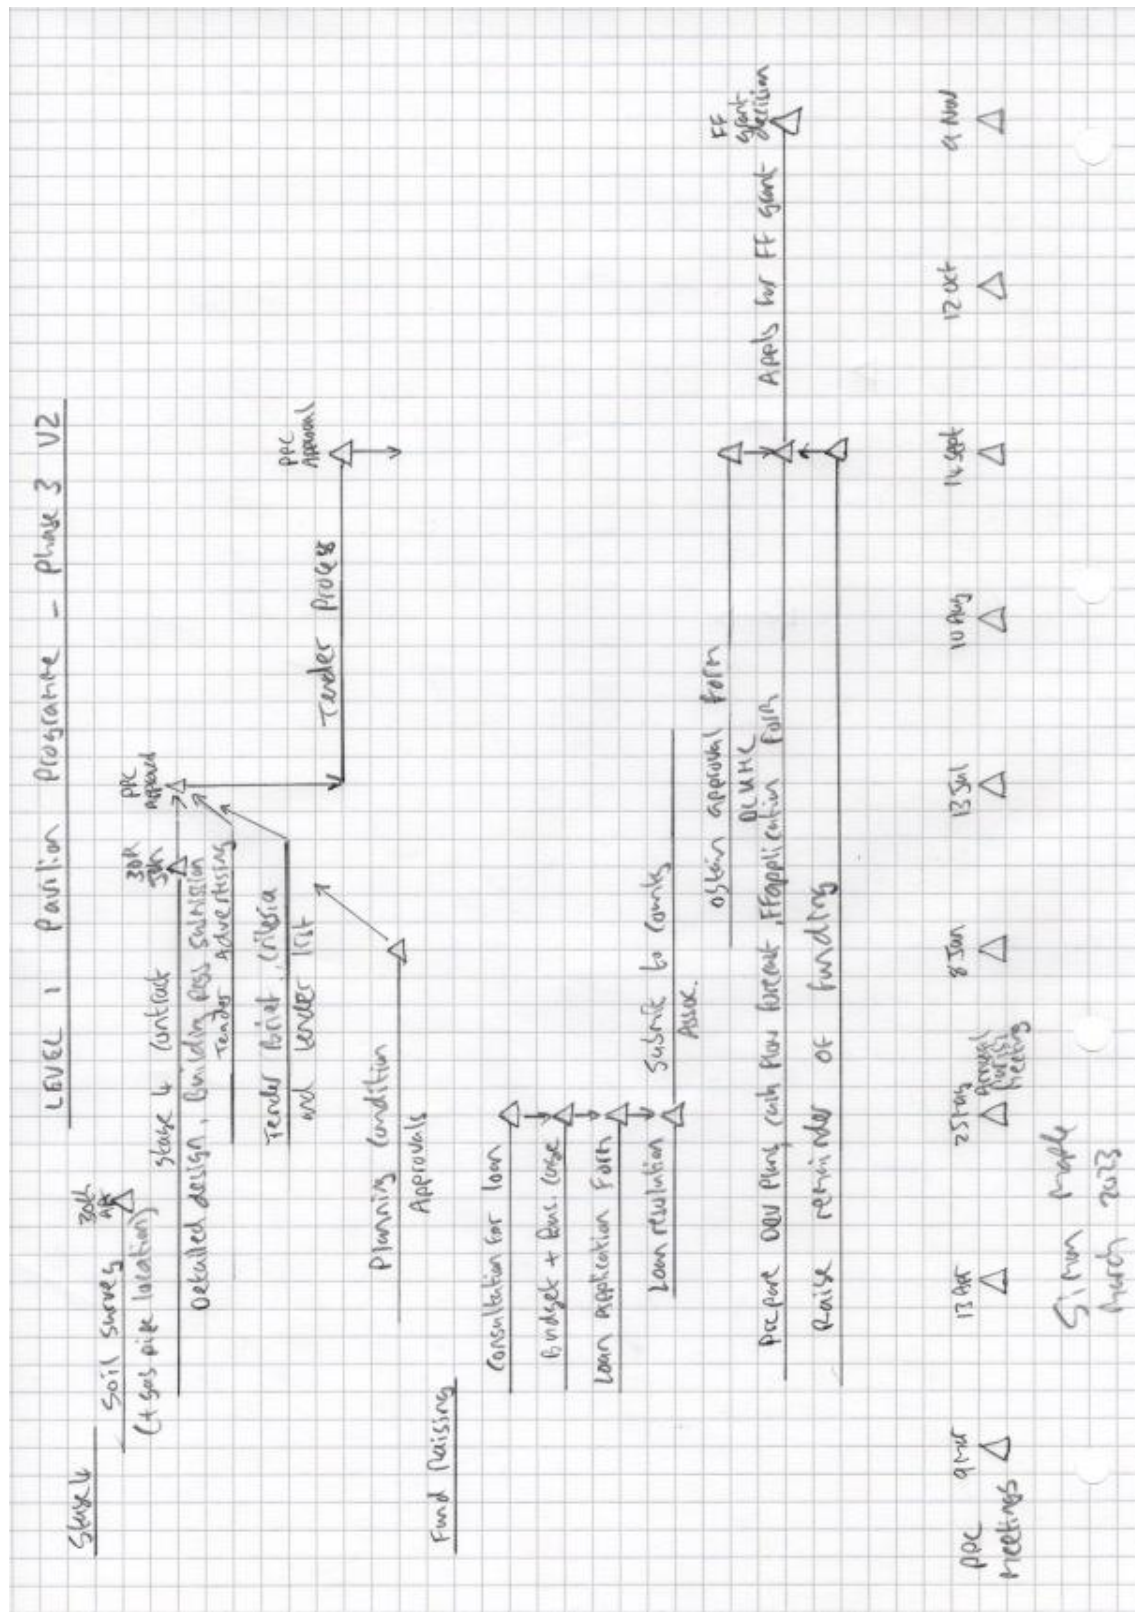 LEVEL 1 Pavilion Programme - Phase 3 V2
Stage 4
Soil survey
(+ gas pipe location)
30th
Ap
Stage 4 contract
30th
Jun
PPC
Approval
Detailed design, Building Regs submission
Tender Advertising
Tender Brief, criteria
and tender list
Tender Process
PPC
Approval
Planning Condition
Approvals
Fund Raising
Consultation for loan
Budget + Bus. Case
Loan application Form
Loan resolution
Submit to County
Assoc.
obtain approval form
DLUHC
Prepare DEV Plan, cash flow forecast, FF application Form
Apply for FF grant
FF
grant
decision
Raise reminder of funding
PPC
Meetings
9 Mar
13 Apr
25 May
Annual
Parish
Meeting
8 Jun
13 Jul
10 Aug
14 Sept
12 Oct
9 Nov
Simon Maple
March 2023